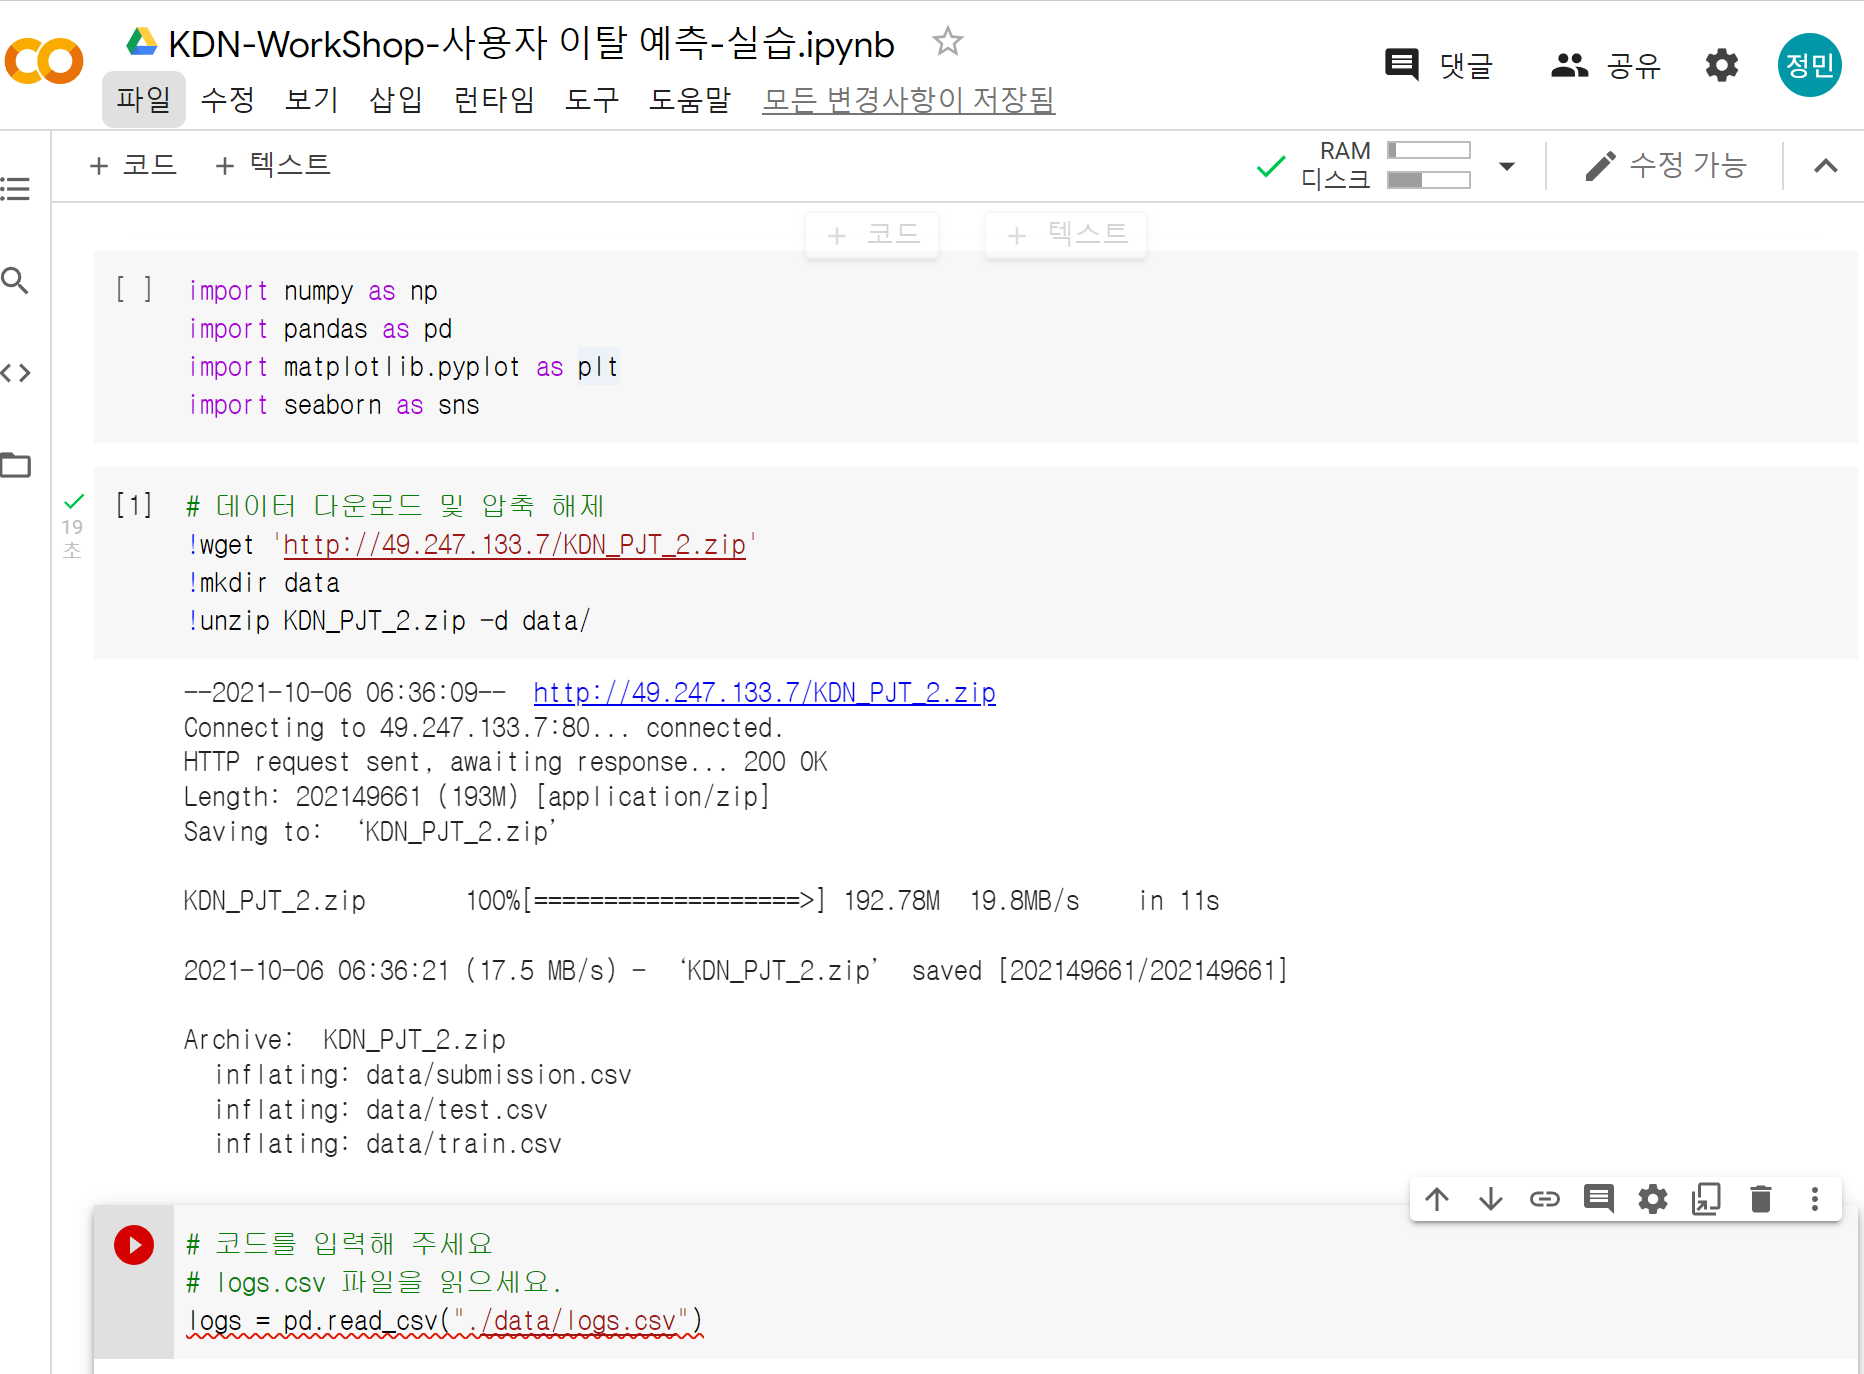 KDN-WorkShop-사용자 이탈 예측-실습.ipynb
댓글 공유 정민
파일 수정 보기 삽입 런타임 도구 도움말 모든 변경사항이 저장됨
+ 코드 + 텍스트
RAM
디스크
수정 가능
+ 코드 + 텍스트
[ ] import numpy as np
import pandas as pd
import matplotlib.pyplot as plt
import seaborn as sns
19
초
[1] # 데이터 다운로드 및 압축 해제
!wget 'http://49.247.133.7/KDN_PJT_2.zip'
!mkdir data
!unzip KDN_PJT_2.zip -d data/
--2021-10-06 06:36:09-- http://49.247.133.7/KDN_PJT_2.zip
Connecting to 49.247.133.7:80... connected.
HTTP request sent, awaiting response... 200 OK
Length: 202149661 (193M) [application/zip]
Saving to: ‘KDN_PJT_2.zip’
KDN_PJT_2.zip 100%[===================>] 192.78M 19.8MB/s in 11s
2021-10-06 06:36:21 (17.5 MB/s) - ‘KDN_PJT_2.zip’ saved [202149661/202149661]
Archive: KDN_PJT_2.zip
inflating: data/submission.csv
inflating: data/test.csv
inflating: data/train.csv
# 코드를 입력해 주세요
# logs.csv 파일을 읽으세요.
logs = pd.read_csv("./data/logs.csv")